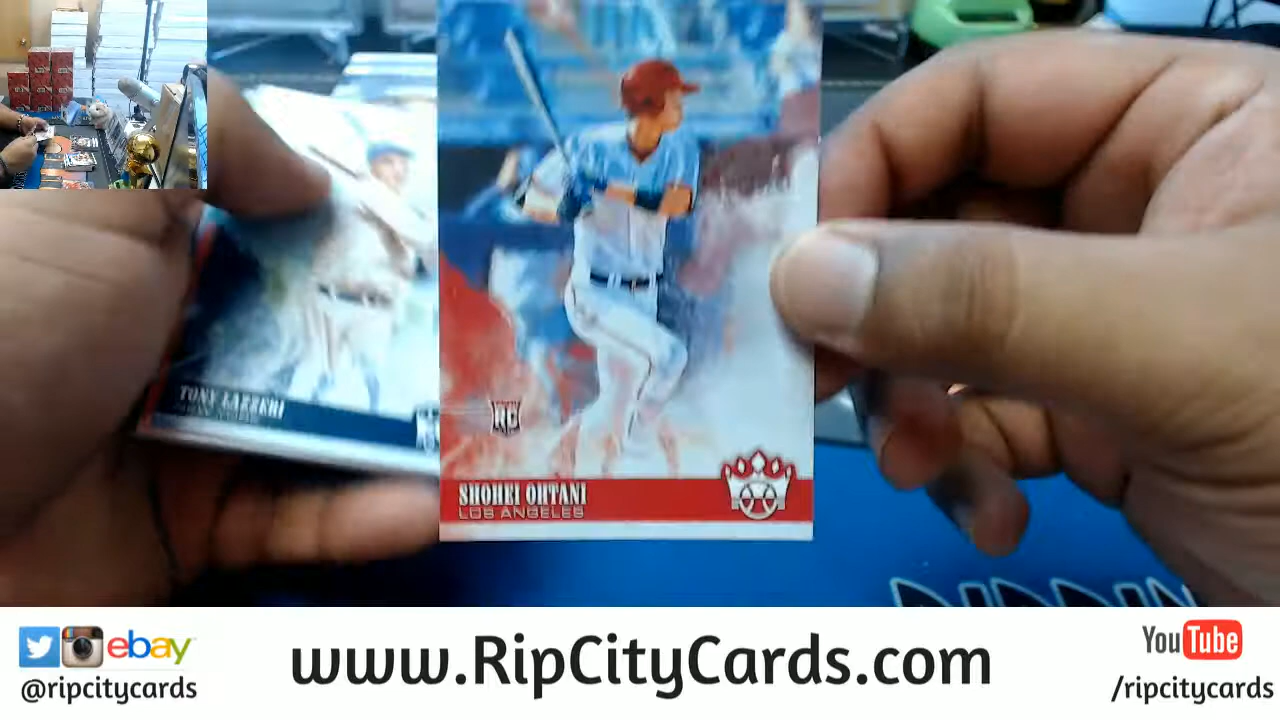 TONY LAZZERI
RC
SHOHEI OHTANI
LOS ANGELES
ebay
@ripcitycards
www.RipCityCards.com
YouTube
/ripcitycards